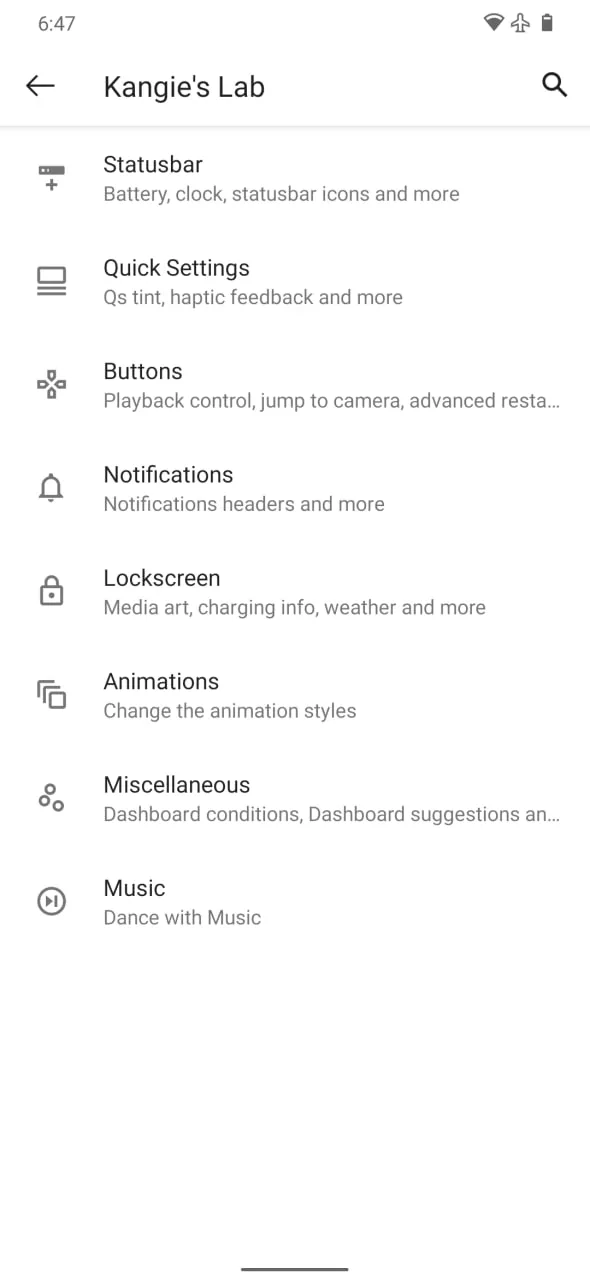 6:47
Kangie's Lab
Statusbar
Battery, clock, statusbar icons and more
Quick Settings
Qs tint, haptic feedback and more
Buttons
Playback control, jump to camera, advanced resta...
Notifications
Notifications headers and more
Lockscreen
Media art, charging info, weather and more
Animations
Change the animation styles
Miscellaneous
Dashboard conditions, Dashboard suggestions an...
Music
Dance with Music